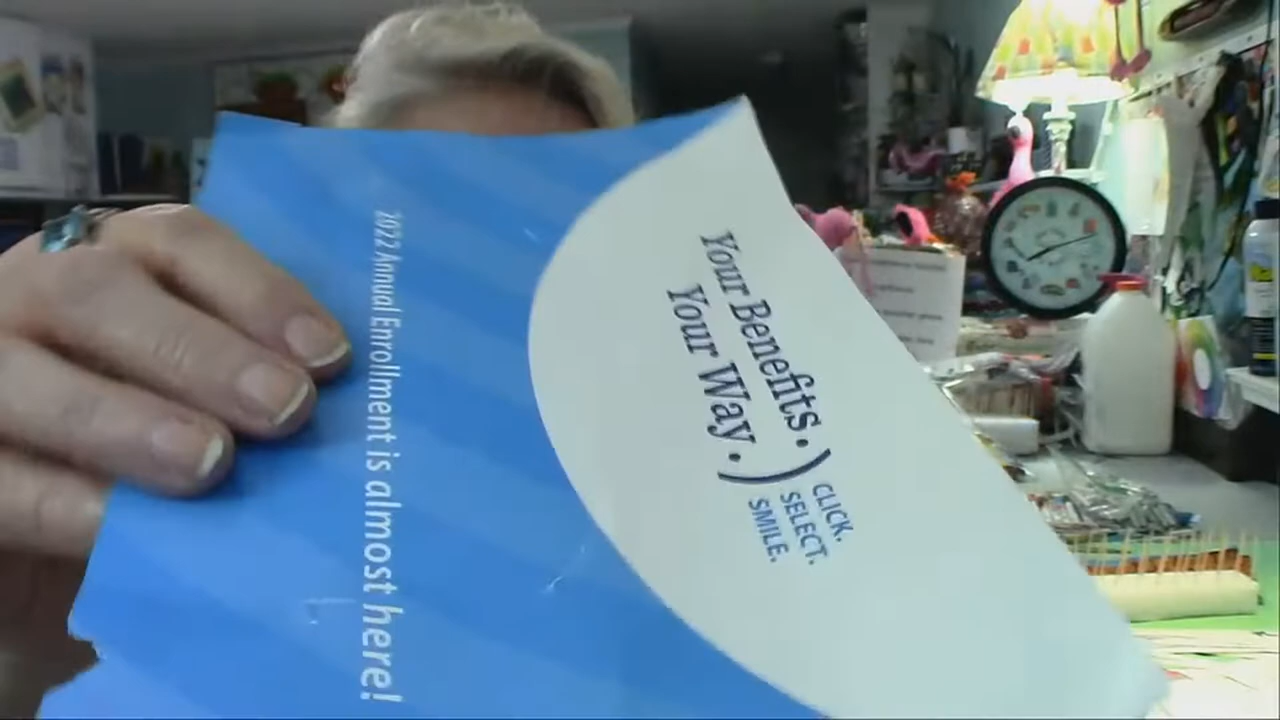 Your Benefits.
Your Way.
CLICK.
SELECT.
SMILE.
2022 Annual Enrollment is almost here!